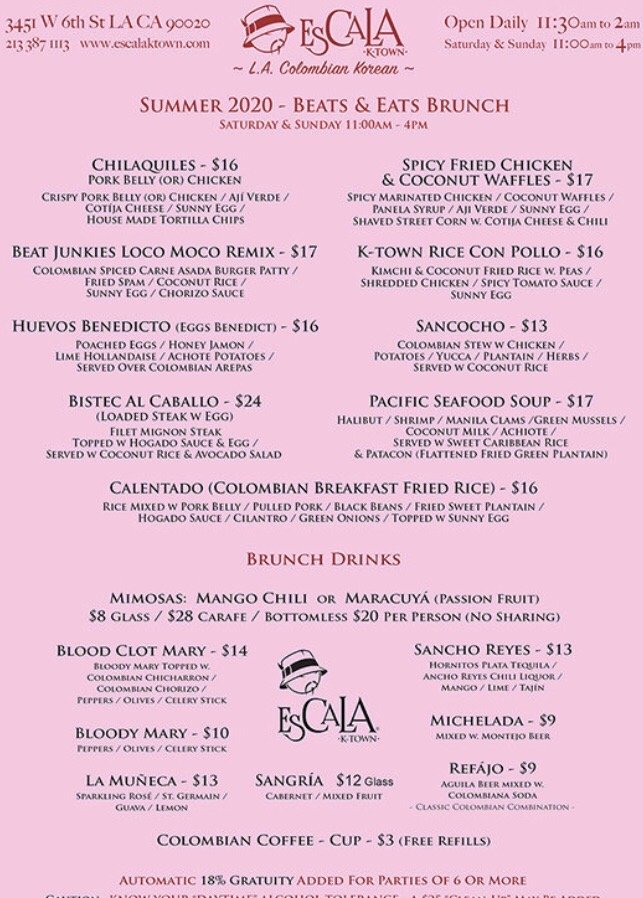 3451 W 6th St LA CA 90020
213 387 1113 www.escalaktown.com
EsCALA
·K-TOWN·
~ L.A. Colombian Korean ~
Open Daily 11:30am to 2am
Saturday & Sunday 11:00am to 4pm
Summer 2020 - Beats & Eats Brunch
Saturday & Sunday 11:00am - 4pm
Chilaquiles - $16
Pork Belly (or) Chicken
Crispy Pork Belly (or) Chicken / Ají Verde /
Cotíja Cheese / Sunny Egg /
House Made Tortilla Chips
Spicy Fried Chicken
& Coconut Waffles - $17
Spicy Marinated Chicken / Coconut Waffles /
Panela Syrup / Aji Verde / Sunny Egg /
Shaved Street Corn w. Cotija Cheese & Chili
Beat Junkies Loco Moco Remix - $17
Colombian Spiced Carne Asada Burger Patty /
Fried Spam / Coconut Rice /
Sunny Egg / Chorizo Sauce
K-town Rice Con Pollo - $16
Kimchi & Coconut Fried Rice w. Peas /
Shredded Chicken / Spicy Tomato Sauce /
Sunny Egg
Huevos Benedicto (Eggs Benedict) - $16
Poached Eggs / Honey Jamon /
Lime Hollandaise / Achote Potatoes /
Served Over Colombian Arepas
Sancocho - $13
Colombian Stew w Chicken /
Potatoes / Yucca / Plantain / Herbs /
Served w Coconut Rice
Bistec Al Caballo - $24
(Loaded Steak w Egg)
Filet Mignon Steak
Topped w Hogado Sauce & Egg /
Served w Coconut Rice & Avocado Salad
Pacific Seafood Soup - $17
Halibut / Shrimp / Manila Clams /Green Mussels /
Coconut Milk / Achiote /
Served w Sweet Caribbean Rice
& Patacon (Flattened Fried Green Plantain)
Calentado (Colombian Breakfast Fried Rice) - $16
Rice Mixed w Pork Belly / Pulled Pork / Black Beans / Fried Sweet Plantain /
Hogado Sauce / Cilantro / Green Onions / Topped w Sunny Egg
Brunch Drinks
Mimosas: Mango Chili or Maracuyá (Passion Fruit)
$8 Glass / $28 Carafe / Bottomless $20 Per Person (No Sharing)
Blood Clot Mary - $14
Bloody Mary Topped w.
Colombian Chicharron /
Colombian Chorizo /
Peppers / Olives / Celery Stick
Bloody Mary - $10
Peppers / Olives / Celery Stick
La Muñeca - $13
Sparkling Rosé / St. Germain /
Guava / Lemon
EsCALA
·K-TOWN·
Sangría $12 Glass
Cabernet / Mixed Fruit
Sancho Reyes - $13
Hornitos Plata Tequila /
Ancho Reyes Chili Liquor /
Mango / Lime / Tajín
Michelada - $9
Mixed w. Montejo Beer
Refájo - $9
Aguila Beer mixed w.
Colombiana Soda
- Classic Colombian Combination -
Colombian Coffee - Cup - $3 (Free Refills)
Automatic 18% Gratuity Added For Parties Of 6 Or More
Caution - Know Your "Daytime" Alcohol Tolerance - A $25 "Clean Up" May Be Added